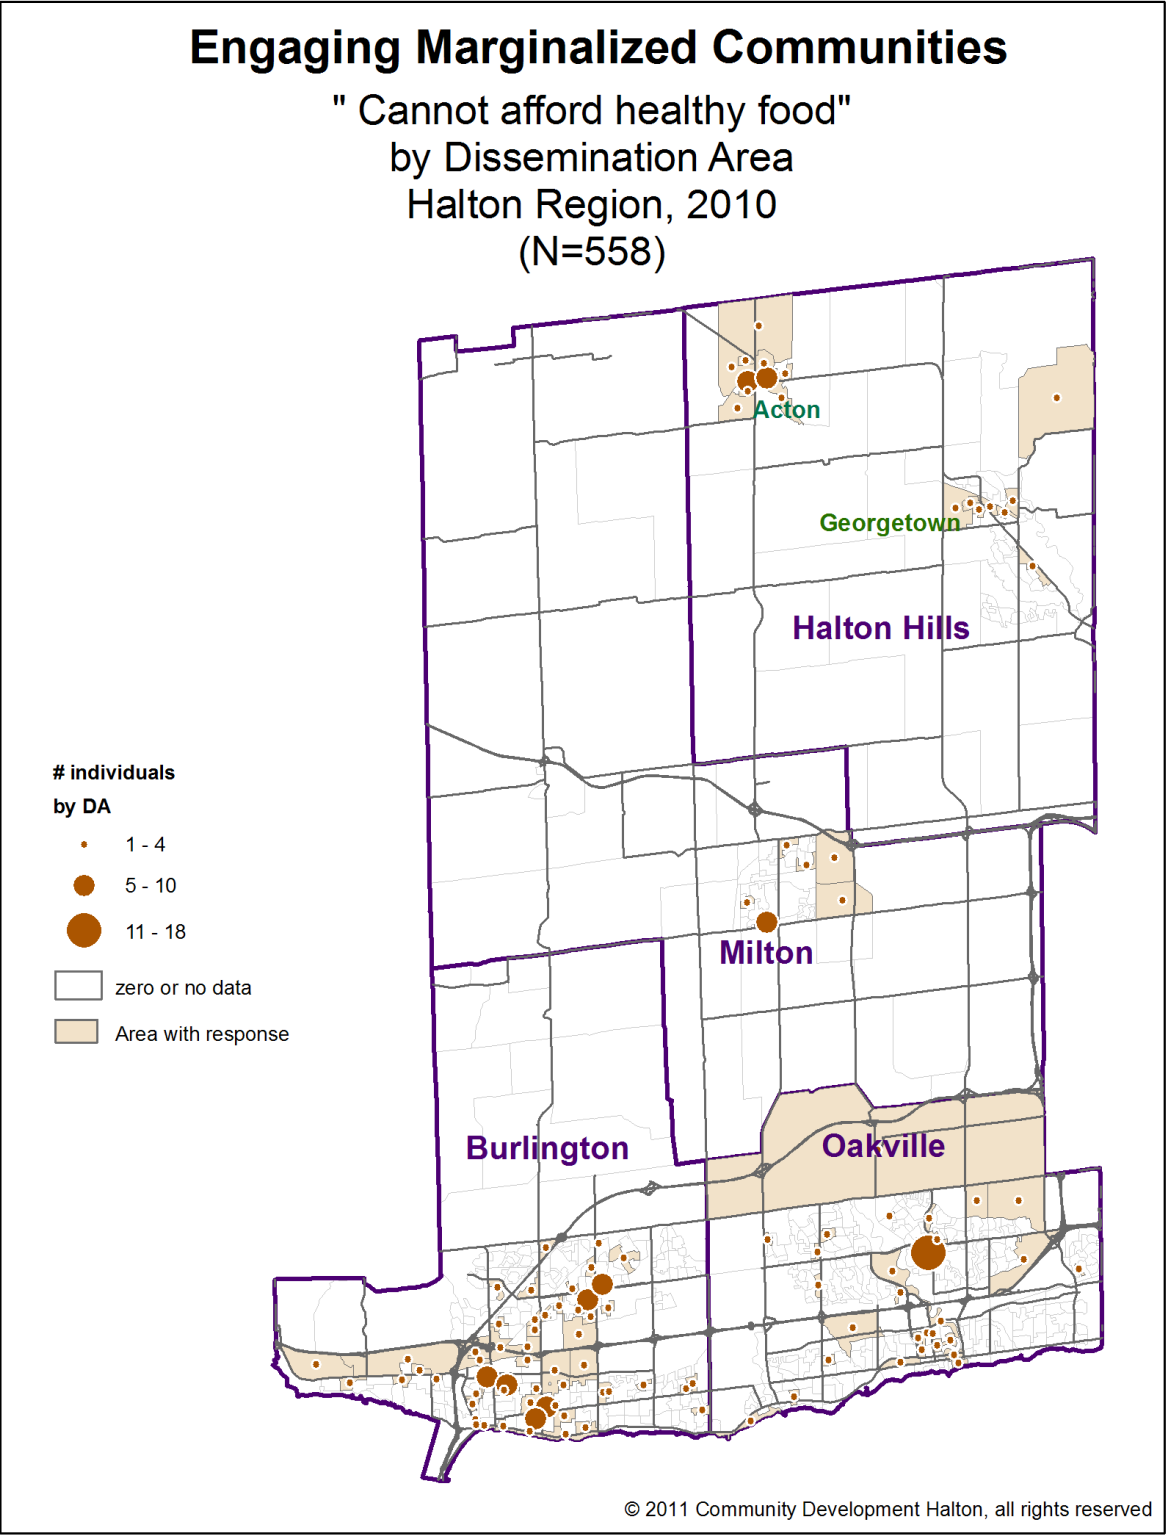 Engaging Marginalized Communities
" Cannot afford healthy food"
by Dissemination Area
Halton Region, 2010
(N=558)
Acton
Georgetown
Halton Hills
# individuals
by DA
1 - 4
5 - 10
11 - 18
zero or no data
Area with response
Milton
Burlington
Oakville
© 2011 Community Development Halton, all rights reserved